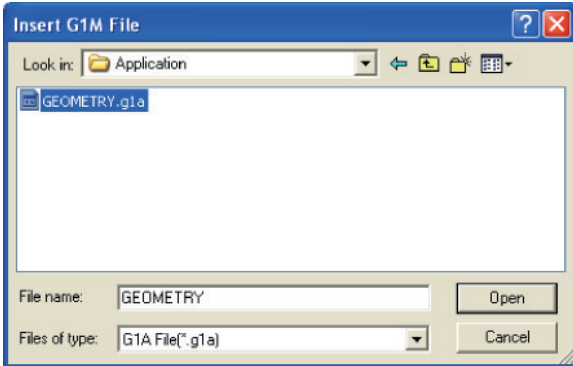 Insert G1M File
Look in: Application
GEOMETRY.g1a
File name: GEOMETRY Open
Files of type: G1A File(*.g1a) Cancel